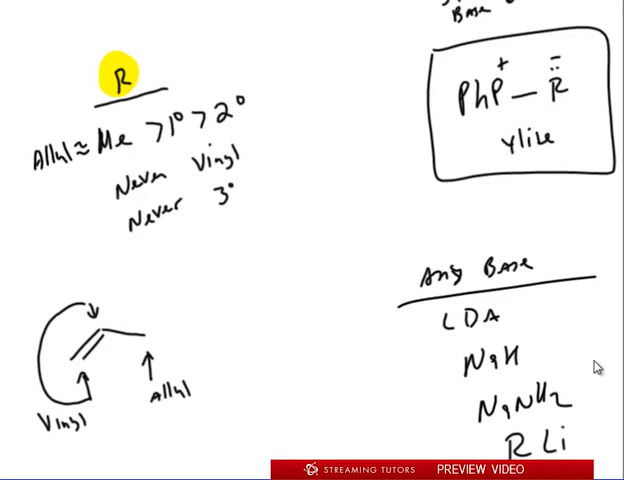 Base
R
Allyl ≈ Me > 1° > 2°
Never Vinyl
Never 3°
PhP⁺ — R̈⁻
Ylide
Any Base
LDA
NaH
NaNH2
RLi
Vinyl
Allyl
STREAMING TUTORS PREVIEW VIDEO